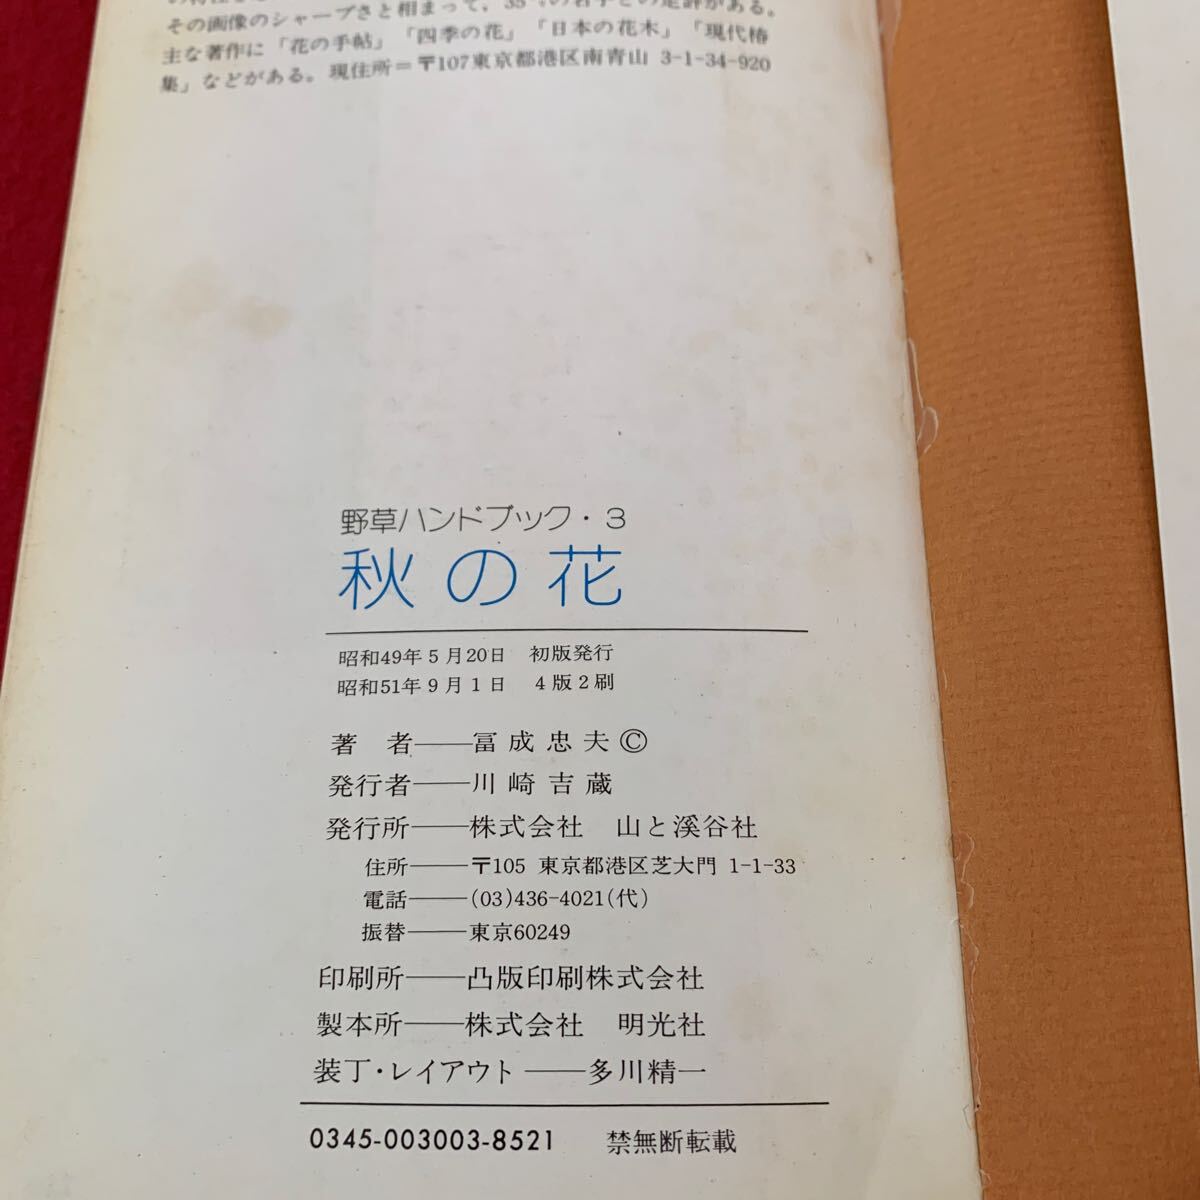 その画像のシャープさと相まって、35㍉の名手との定評がある。
主な著作に「花の手帖」「四季の花」「日本の花木」「現代椿
集」などがある。現住所＝〒107東京都港区南青山 3-1-34-920
野草ハンドブック・3
秋の花
昭和49年5月20日 初版発行
昭和51年9月1日 4版2刷
著 者――冨成忠夫©
発行者――川崎吉蔵
発行所――株式会社 山と溪谷社
住所――〒105 東京都港区芝大門 1-1-33
電話――(03)436-4021(代)
振替――東京60249
印刷所――凸版印刷株式会社
製本所――株式会社 明光社
装丁・レイアウト――多川精一
0345-003003-8521 禁無断転載